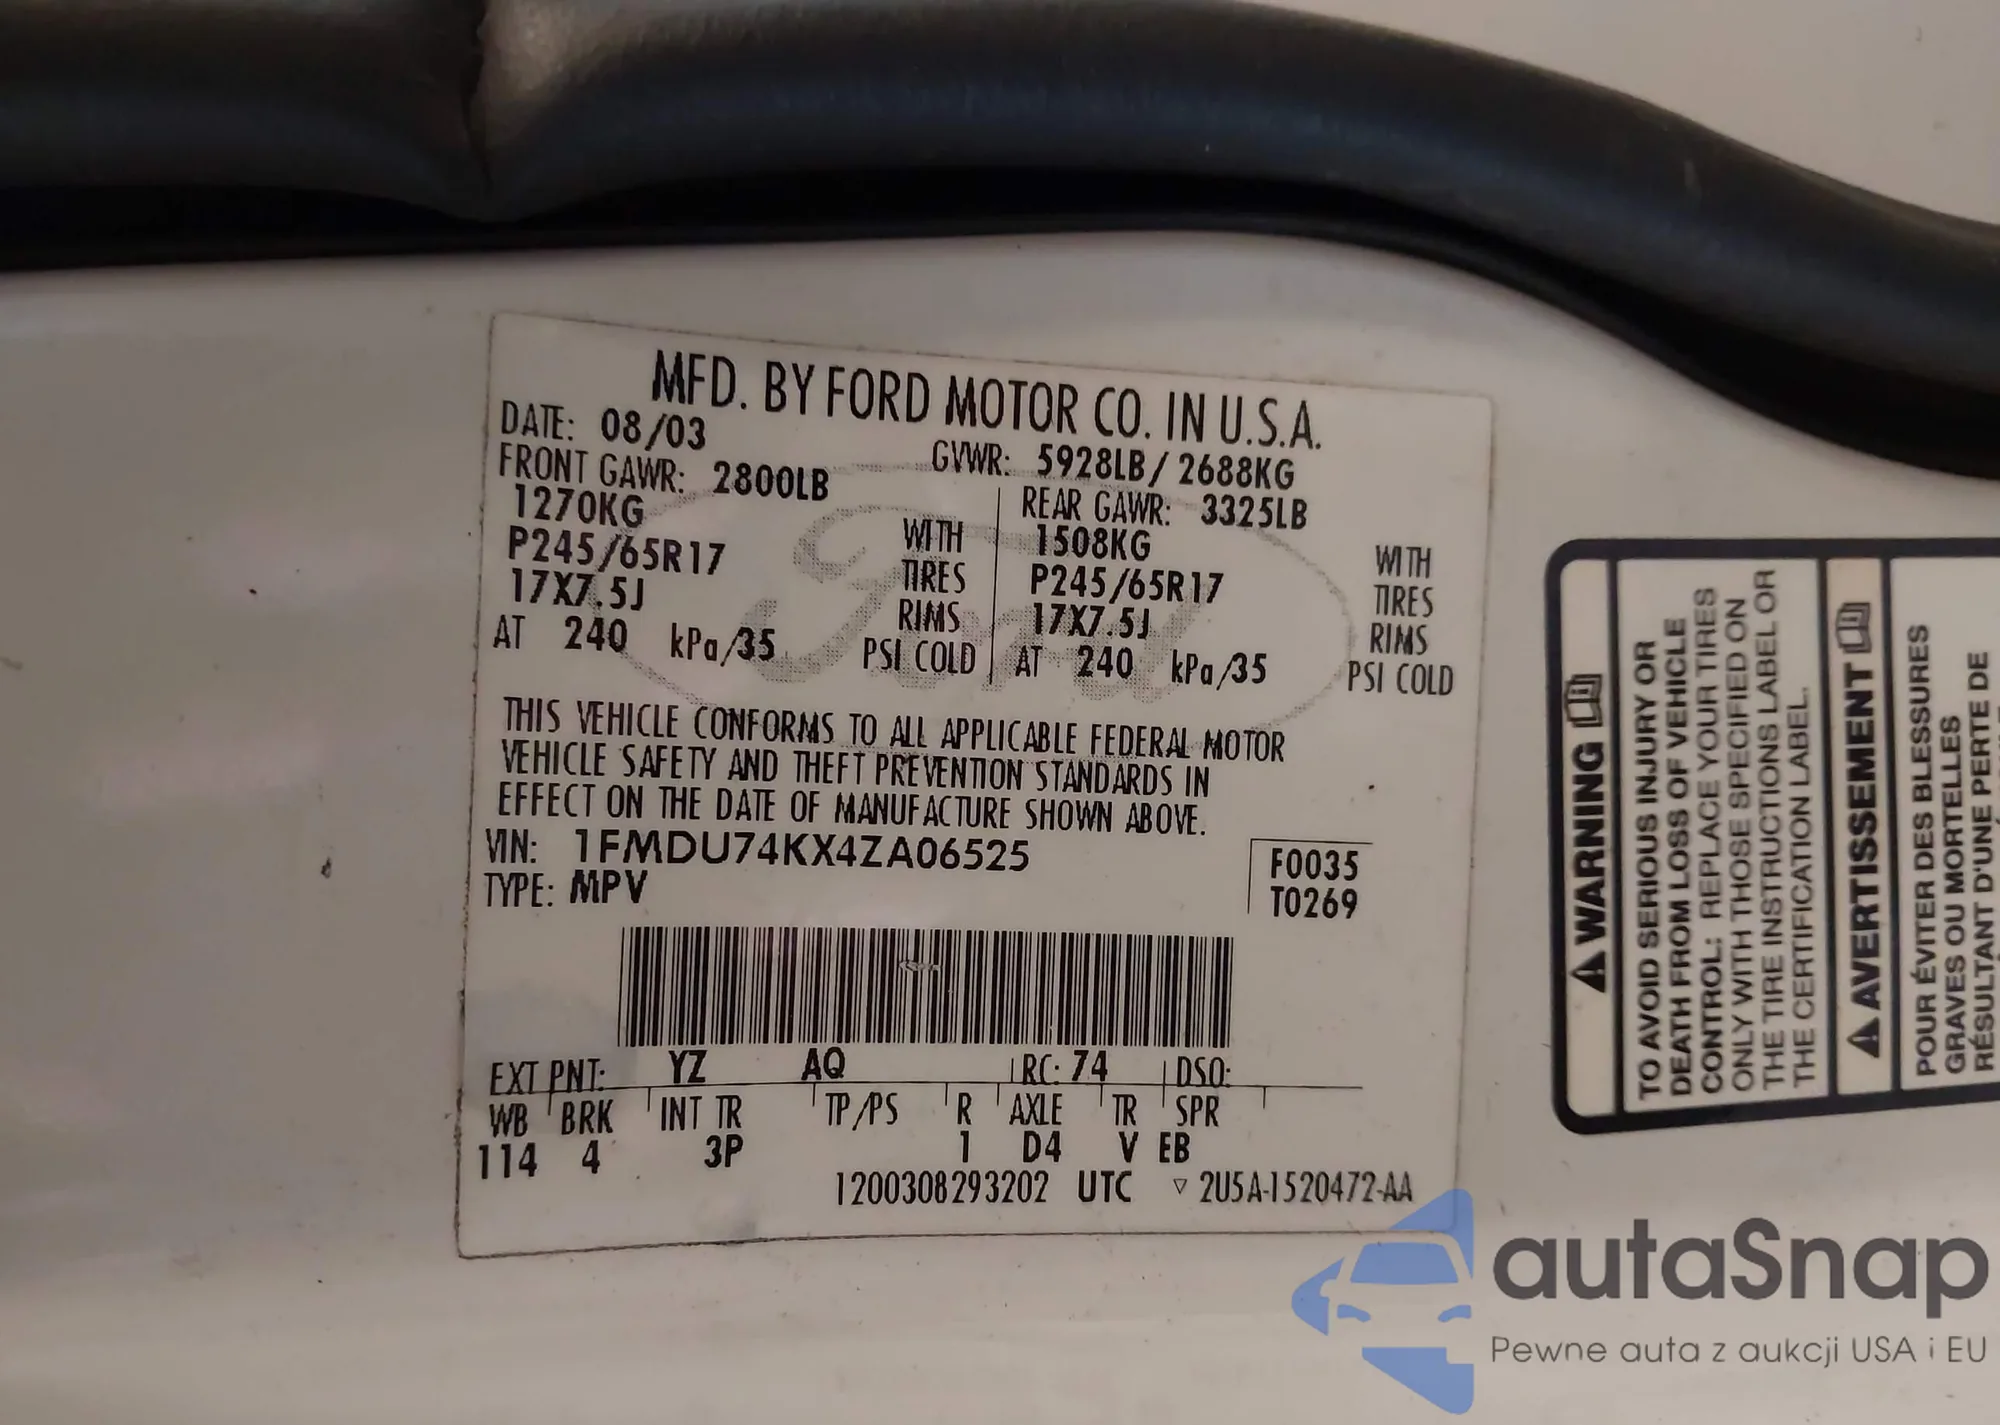 MFD. BY FORD MOTOR CO. IN U.S.A.
DATE: 08/03 GVWR: 5928LB/ 2688KG
FRONT GAWR: 2800LB REAR GAWR: 3325LB
1270KG WITH 1508KG WITH
P245/65R17 TIRES P245/65R17 TIRES
17X7.5J RIMS 17X7.5J RIMS
AT 240 kPa/35 PSI COLD AT 240 kPa/35 PSI COLD
THIS VEHICLE CONFORMS TO ALL APPLICABLE FEDERAL MOTOR
VEHICLE SAFETY AND THEFT PREVENTION STANDARDS IN
EFFECT ON THE DATE OF MANUFACTURE SHOWN ABOVE.
VIN: 1FMDU74KX4ZA06525 F0035
TYPE: MPV T0269
EXT PNT: YZ AQ RC: 74 DSO:
WB BRK INT TR TP/PS R AXLE TR SPR
114 4 3P 1 D4 V EB
1200308293202 UTC ▽ 2U5A-1520472-AA
Ford
⚠ WARNING
TO AVOID SERIOUS INJURY OR
DEATH FROM LOSS OF VEHICLE
CONTROL: REPLACE YOUR TIRES
ONLY WITH THOSE SPECIFIED ON
THE TIRE INSTRUCTIONS LABEL OR
THE CERTIFICATION LABEL.
⚠ AVERTISSEMENT
POUR ÉVITER DES BLESSURES
GRAVES OU MORTELLES
RÉSULTANT D'UNE PERTE DE
autaSnap
Pewne auta z aukcji USA i EU